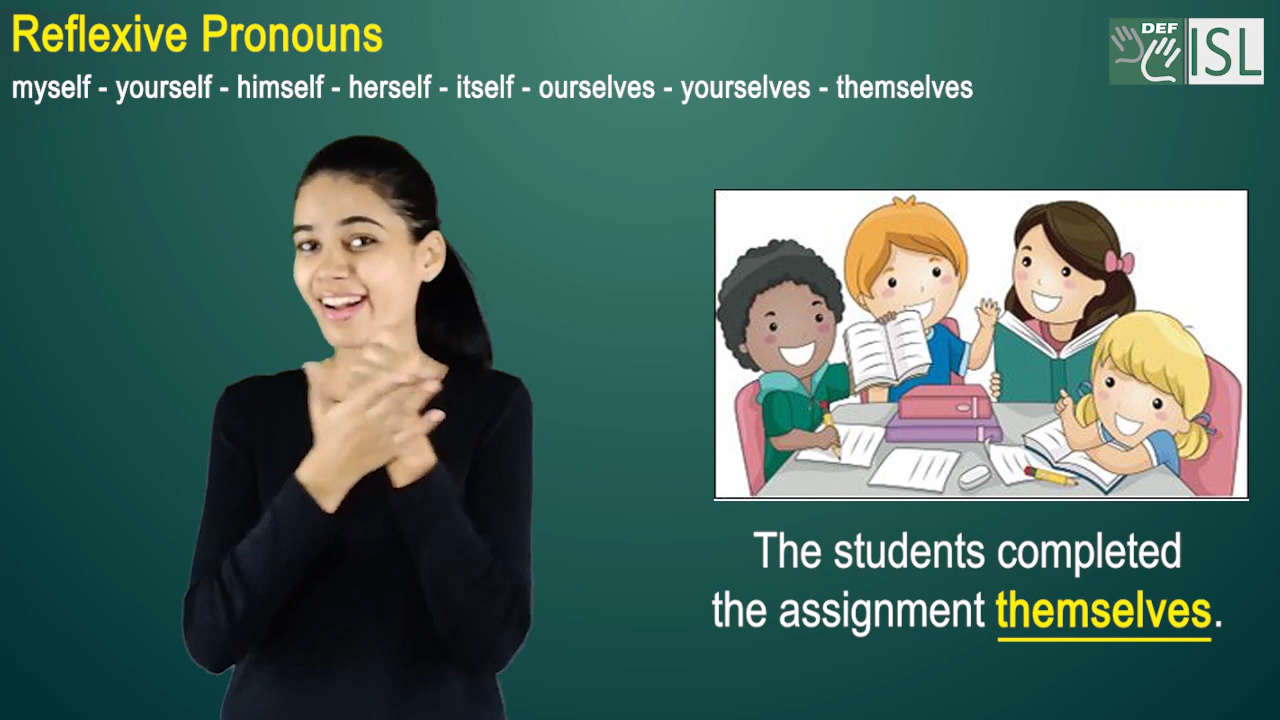 Reflexive Pronouns
myself - yourself - himself - herself - itself - ourselves - yourselves - themselves
DEF
ISL
The students completed
the assignment themselves.